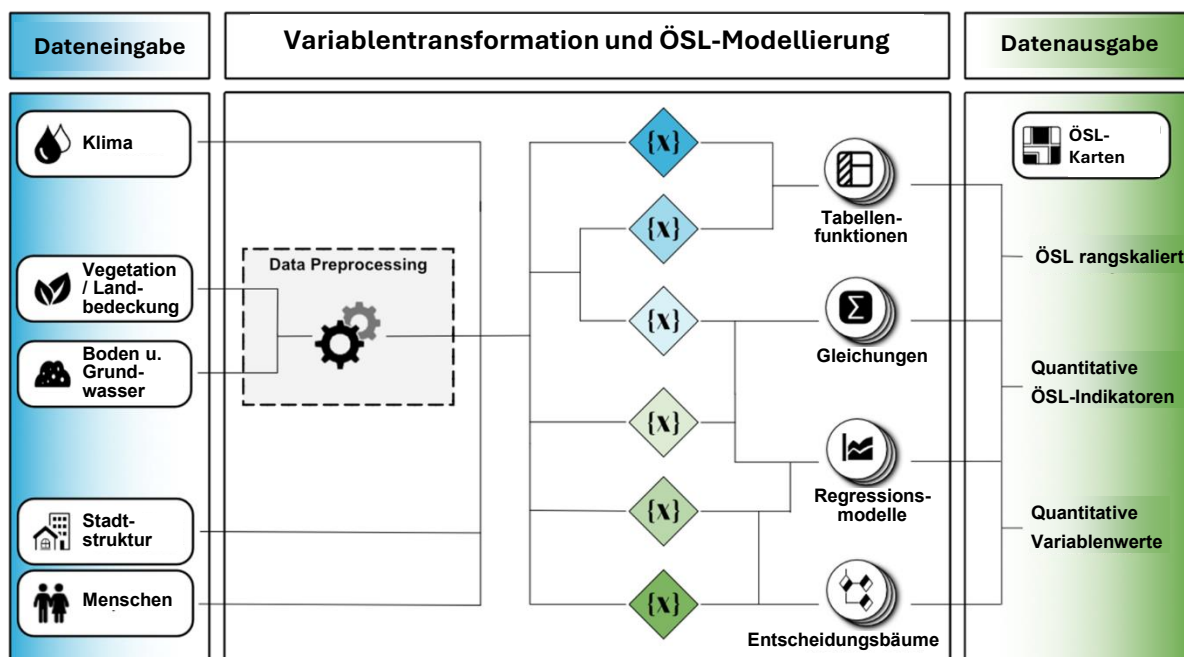 Dateneingabe
Variablentransformation und ÖSL-Modellierung
Datenausgabe
Klima
Vegetation
/ Land-
bedeckung
Boden u.
Grund-
wasser
Stadt-
struktur
Menschen
Data Preprocessing
{x}
{x}
{x}
{x}
{x}
{x}
Tabellen-
funktionen
Σ
Gleichungen
Regressions-
modelle
Entscheidungsbäume
ÖSL-
Karten
ÖSL rangskaliert
Quantitative
ÖSL-Indikatoren
Quantitative
Variablenwerte